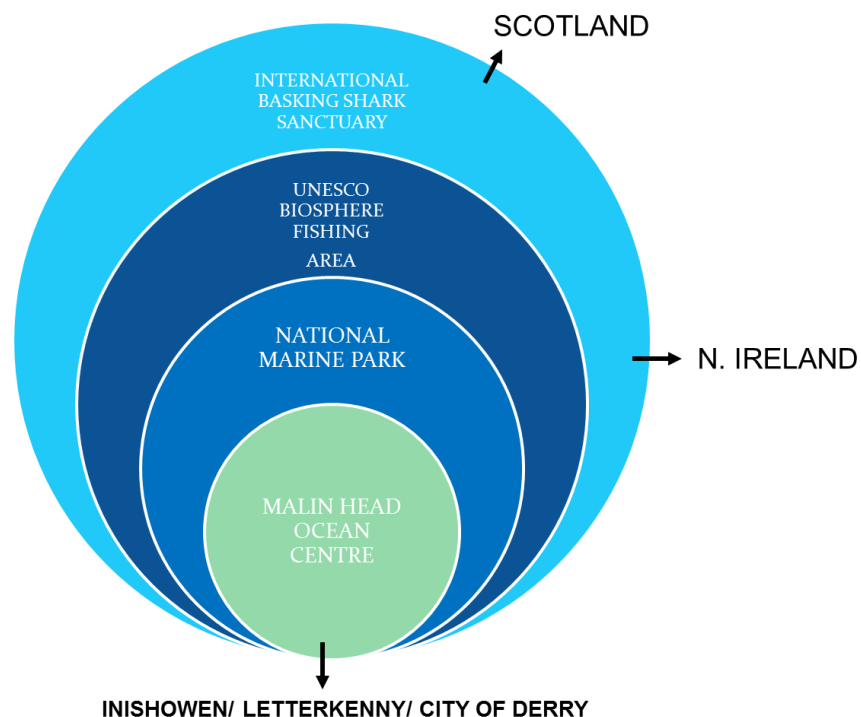 SCOTLAND
INTERNATIONAL
BASKING SHARK
SANCTUARY
UNESCO
BIOSPHERE
FISHING
AREA
NATIONAL
MARINE PARK
N. IRELAND
MALIN HEAD
OCEAN
CENTRE
INISHOWEN/ LETTERKENNY/ CITY OF DERRY